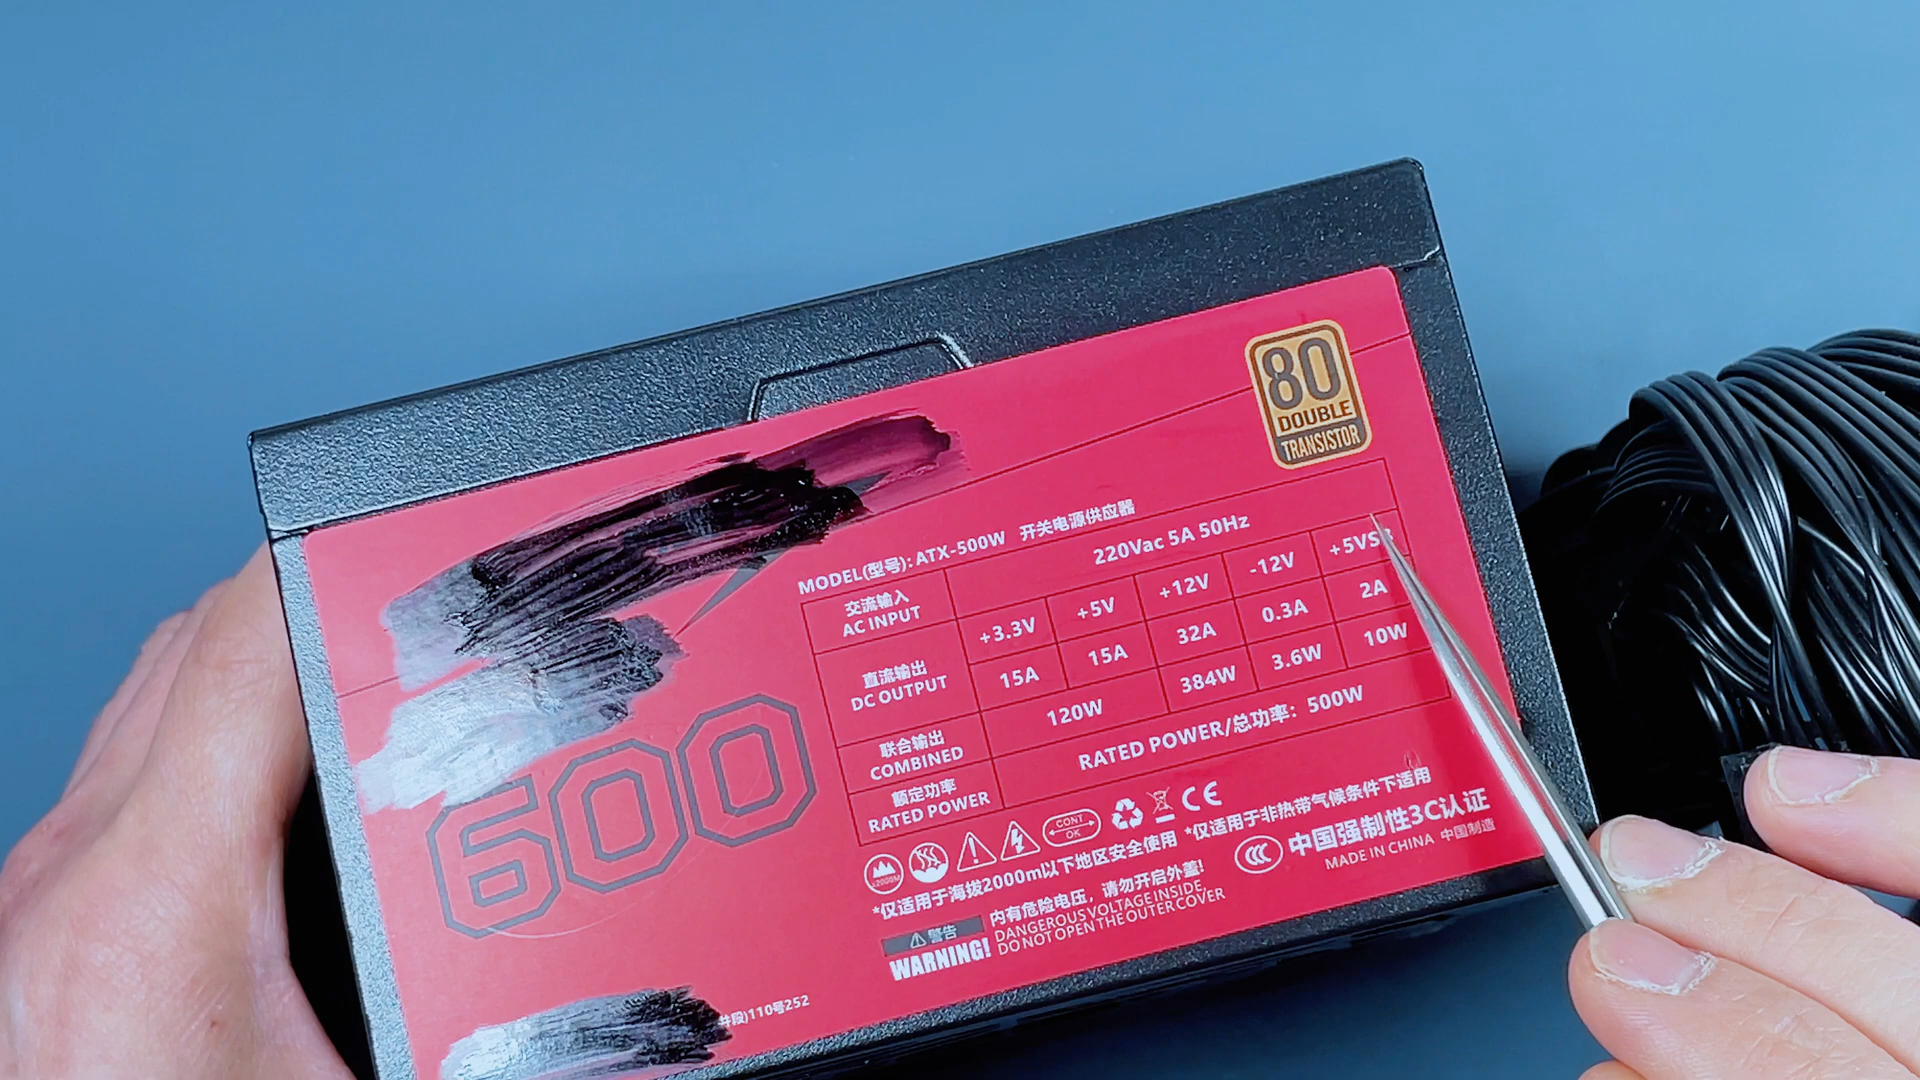 80
DOUBLE
TRANSISTOR
MODEL(型号): ATX-500W 开关电源供应器
交流输入
AC INPUT
220Vac 5A 50Hz
直流输出
DC OUTPUT
+3.3V +5V +12V -12V +5VSB
15A 15A 32A 0.3A 2A
联合输出
COMBINED
120W 384W 3.6W 10W
额定功率
RATED POWER
RATED POWER/总功率: 500W
600
≤2000M
CONT
OK
CE
*仅适用于海拔2000m以下地区安全使用 *仅适用于非热带气候条件下适用
警告
WARNING!
内有危险电压，请勿开启外盖!
DANGEROUS VOLTAGE INSIDE
DO NOT OPEN THE OUTER COVER
CCC
中国强制性3C认证
MADE IN CHINA 中国制造
段)110号252